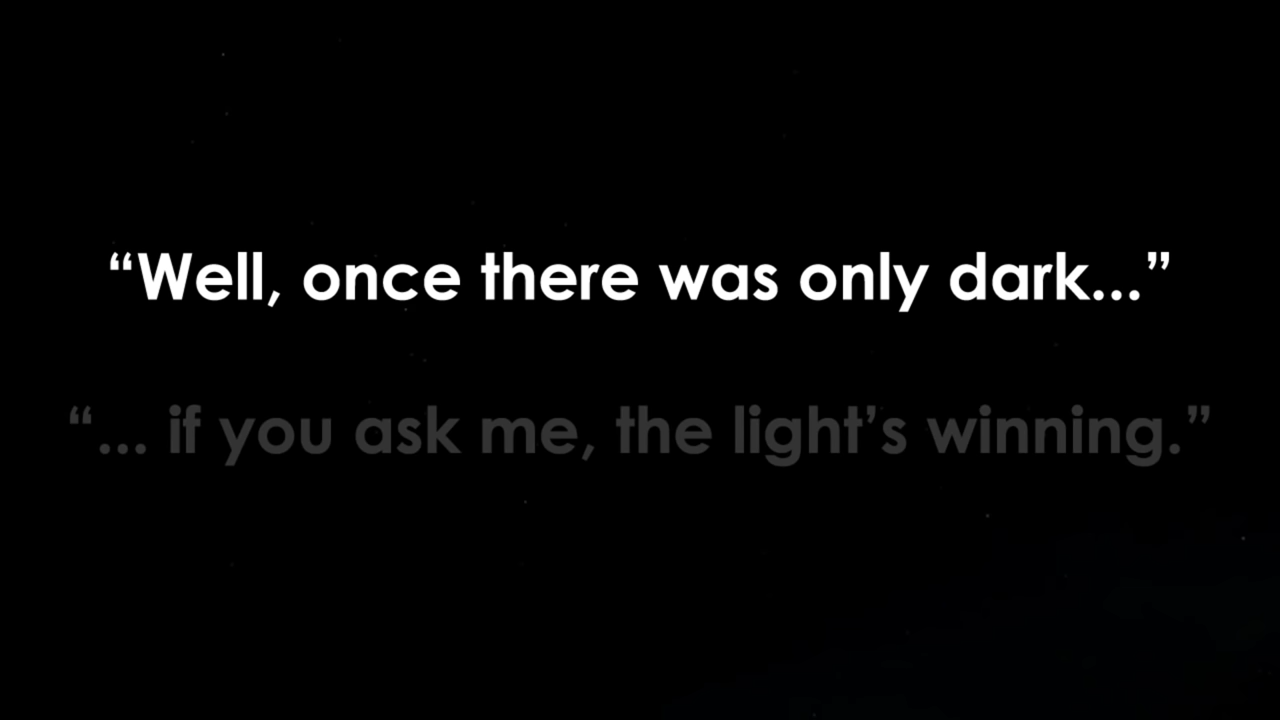 “Well, once there was only dark...”
“... if you ask me, the light’s winning.”